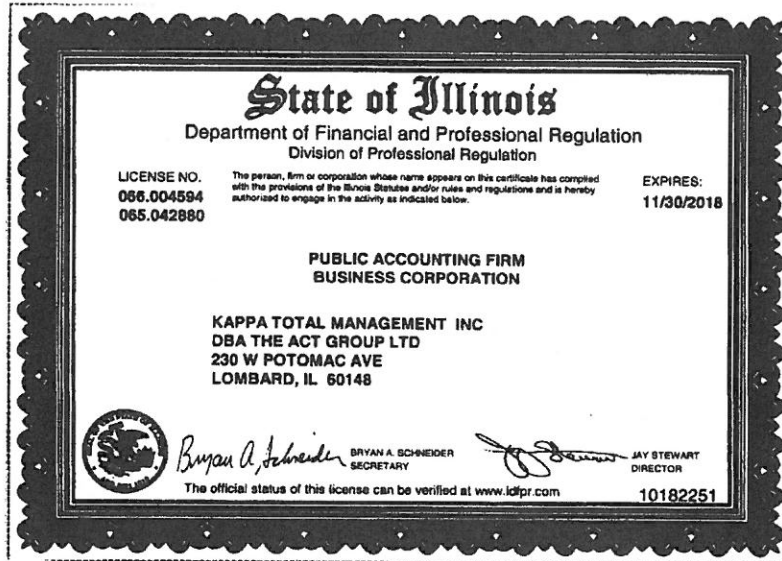 State of Illinois
Department of Financial and Professional Regulation
Division of Professional Regulation
LICENSE NO.
066.004594
065.042880
The person, firm or corporation whose name appears on this certificate has complied
with the provisions of the Illinois Statutes and/or rules and regulations and is hereby
authorized to engage in the activity as indicated below.
EXPIRES:
11/30/2018
PUBLIC ACCOUNTING FIRM
BUSINESS CORPORATION
KAPPA TOTAL MANAGEMENT INC
DBA THE ACT GROUP LTD
230 W POTOMAC AVE
LOMBARD, IL 60148
Bryan A. Schneider
BRYAN A. SCHNEIDER
SECRETARY
JAY STEWART
DIRECTOR
The official status of this license can be verified at www.idfpr.com
10182251